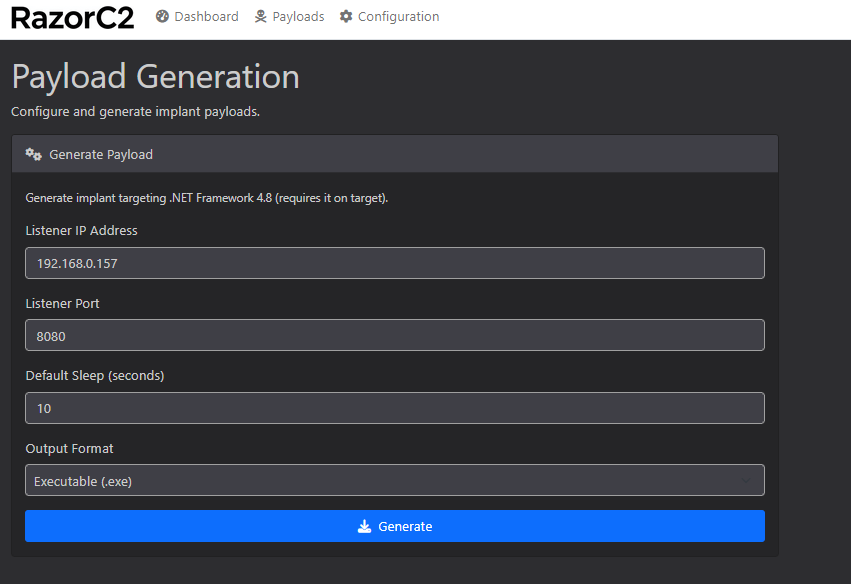 RazorC2 Dashboard Payloads Configuration
Payload Generation
Configure and generate implant payloads.
Generate Payload
Generate implant targeting .NET Framework 4.8 (requires it on target).
Listener IP Address
192.168.0.157
Listener Port
8080
Default Sleep (seconds)
10
Output Format
Executable (.exe)
Generate